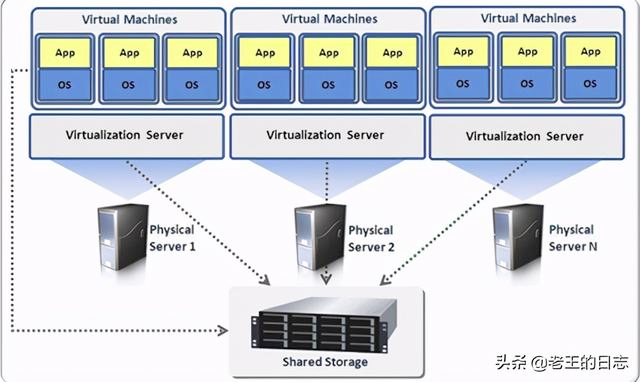 Virtual Machines
Virtual Machines
Virtual Machines
App App App
App App App
App App App
OS OS OS
OS OS OS
OS OS OS
Virtualization Server
Virtualization Server
Virtualization Server
Physical
Server 1
Physical
Server 2
Physical
Server N
Shared Storage
头条 @老王的日志